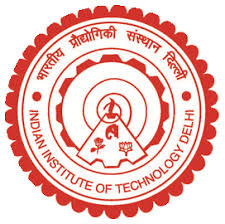 भारतीय प्रौद्योगिकी संस्थान दिल्ली
INDIAN INSTITUTE OF TECHNOLOGY DELHI